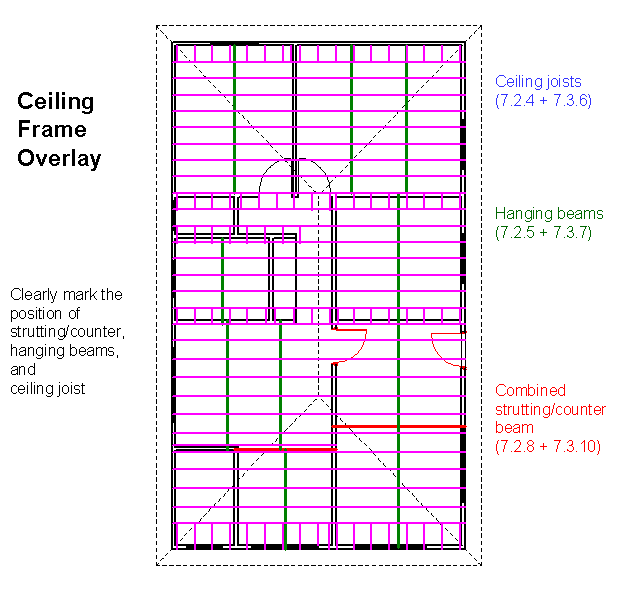 Ceiling
Frame
Overlay
Ceiling joists
(7.2.4 + 7.3.6)
Hanging beams
(7.2.5 + 7.3.7)
Clearly mark the
position of
strutting/counter,
hanging beams,
and
ceiling joist
Combined
strutting/counter
beam
(7.2.8 + 7.3.10)